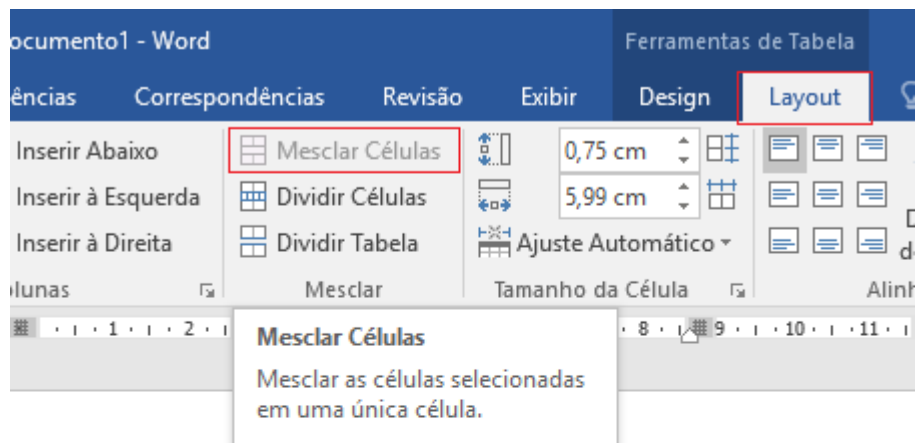 ocumento1 - Word
Ferramentas de Tabela
ências Correspondências Revisão Exibir Design Layout
Inserir Abaixo Mesclar Células 0,75 cm
Inserir à Esquerda Dividir Células 5,99 cm
Inserir à Direita Dividir Tabela Ajuste Automático
lunas Mesclar Tamanho da Célula Alinh
1 2 8 9 10 11
Mesclar Células
Mesclar as células selecionadas
em uma única célula.